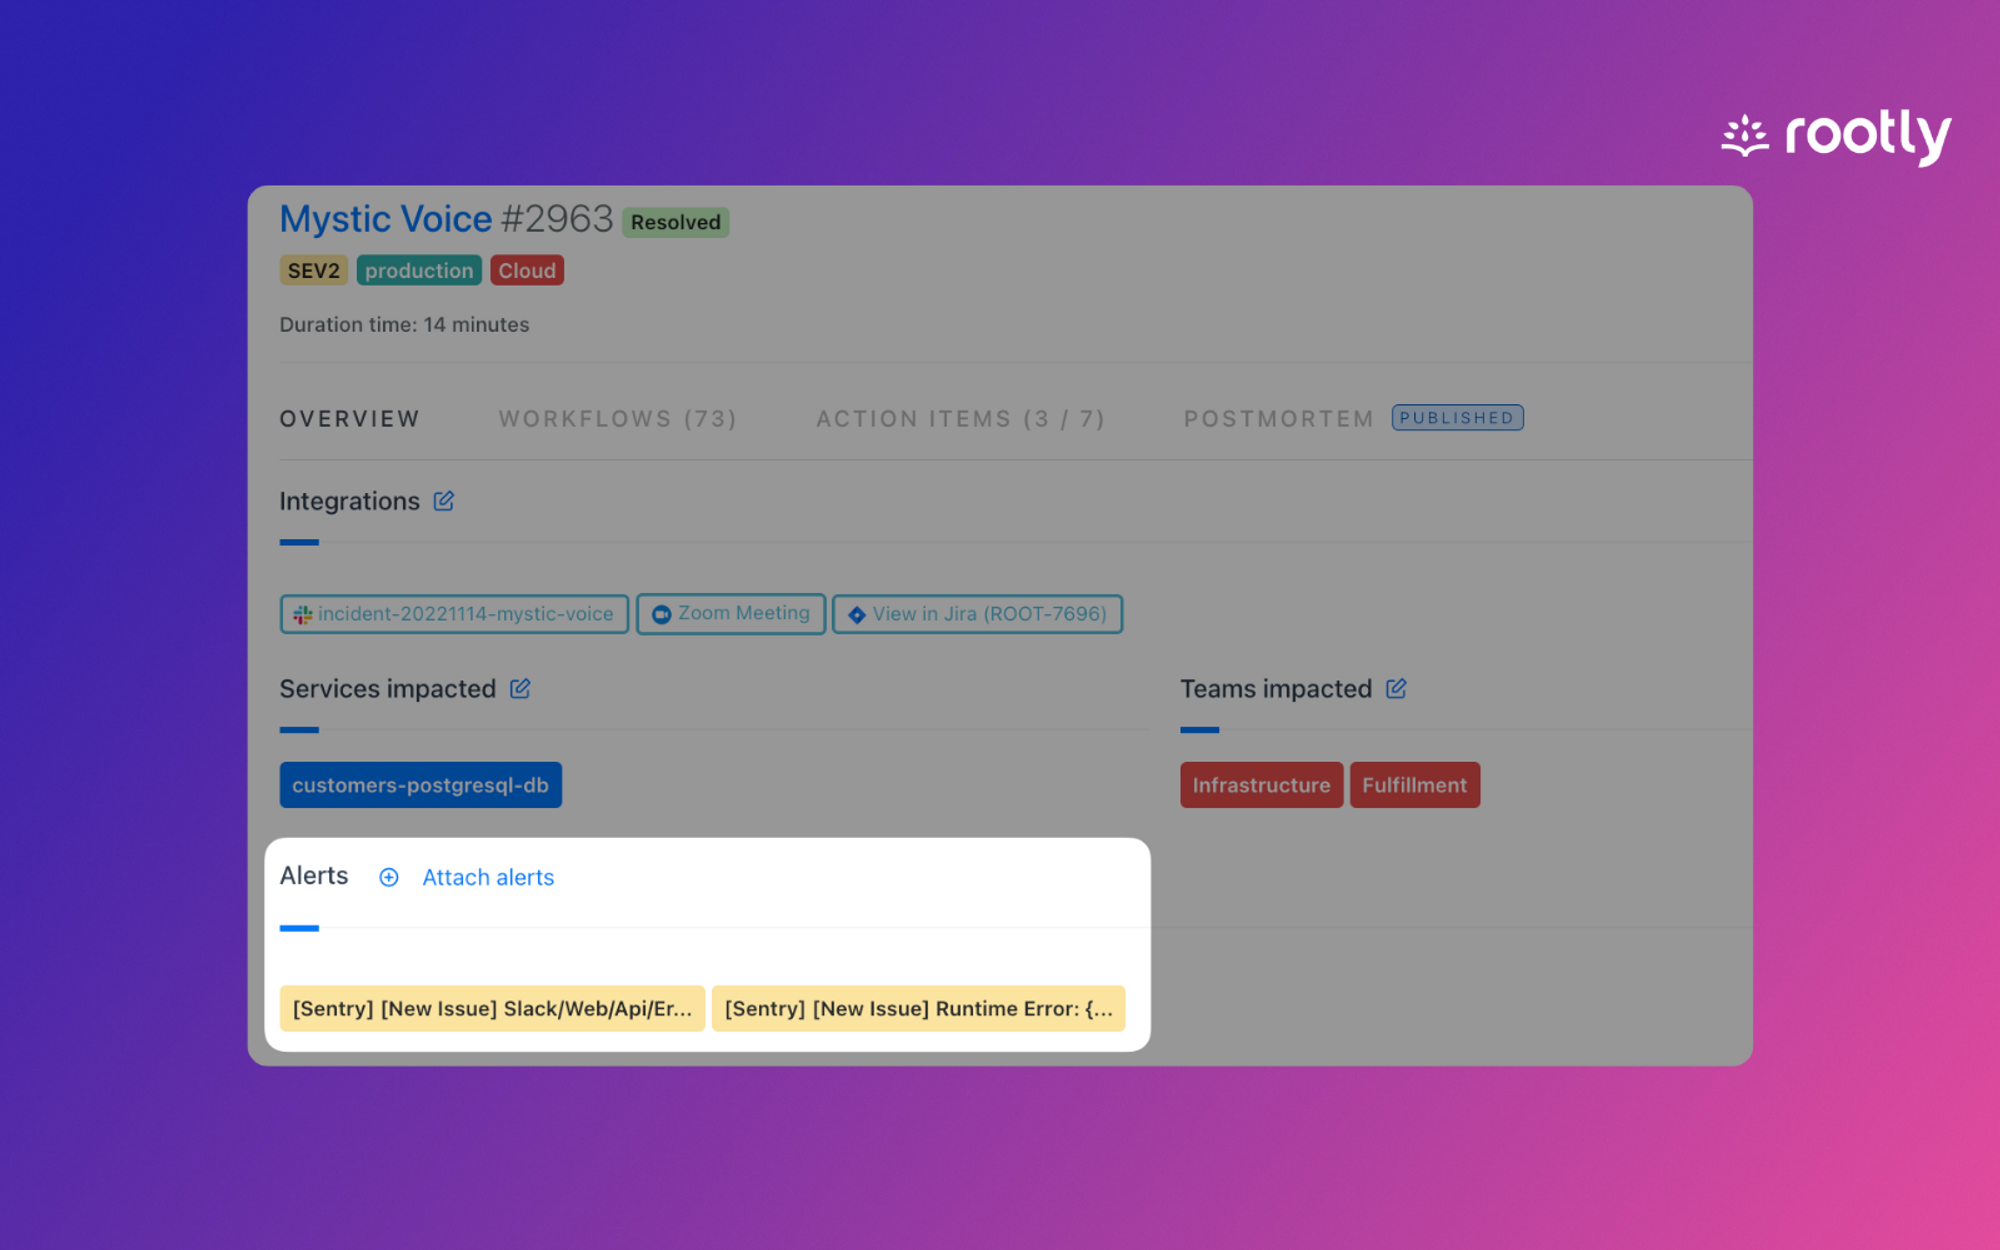 rootly
Mystic Voice #2963 Resolved
SEV2 production Cloud
Duration time: 14 minutes
OVERVIEW WORKFLOWS (73) ACTION ITEMS (3 / 7) POSTMORTEM PUBLISHED
Integrations
incident-20221114-mystic-voice Zoom Meeting View in Jira (ROOT-7696)
Services impacted Teams impacted
customers-postgresql-db Infrastructure Fulfillment
Alerts Attach alerts
[Sentry] [New Issue] Slack/Web/Api/Er... [Sentry] [New Issue] Runtime Error: {...